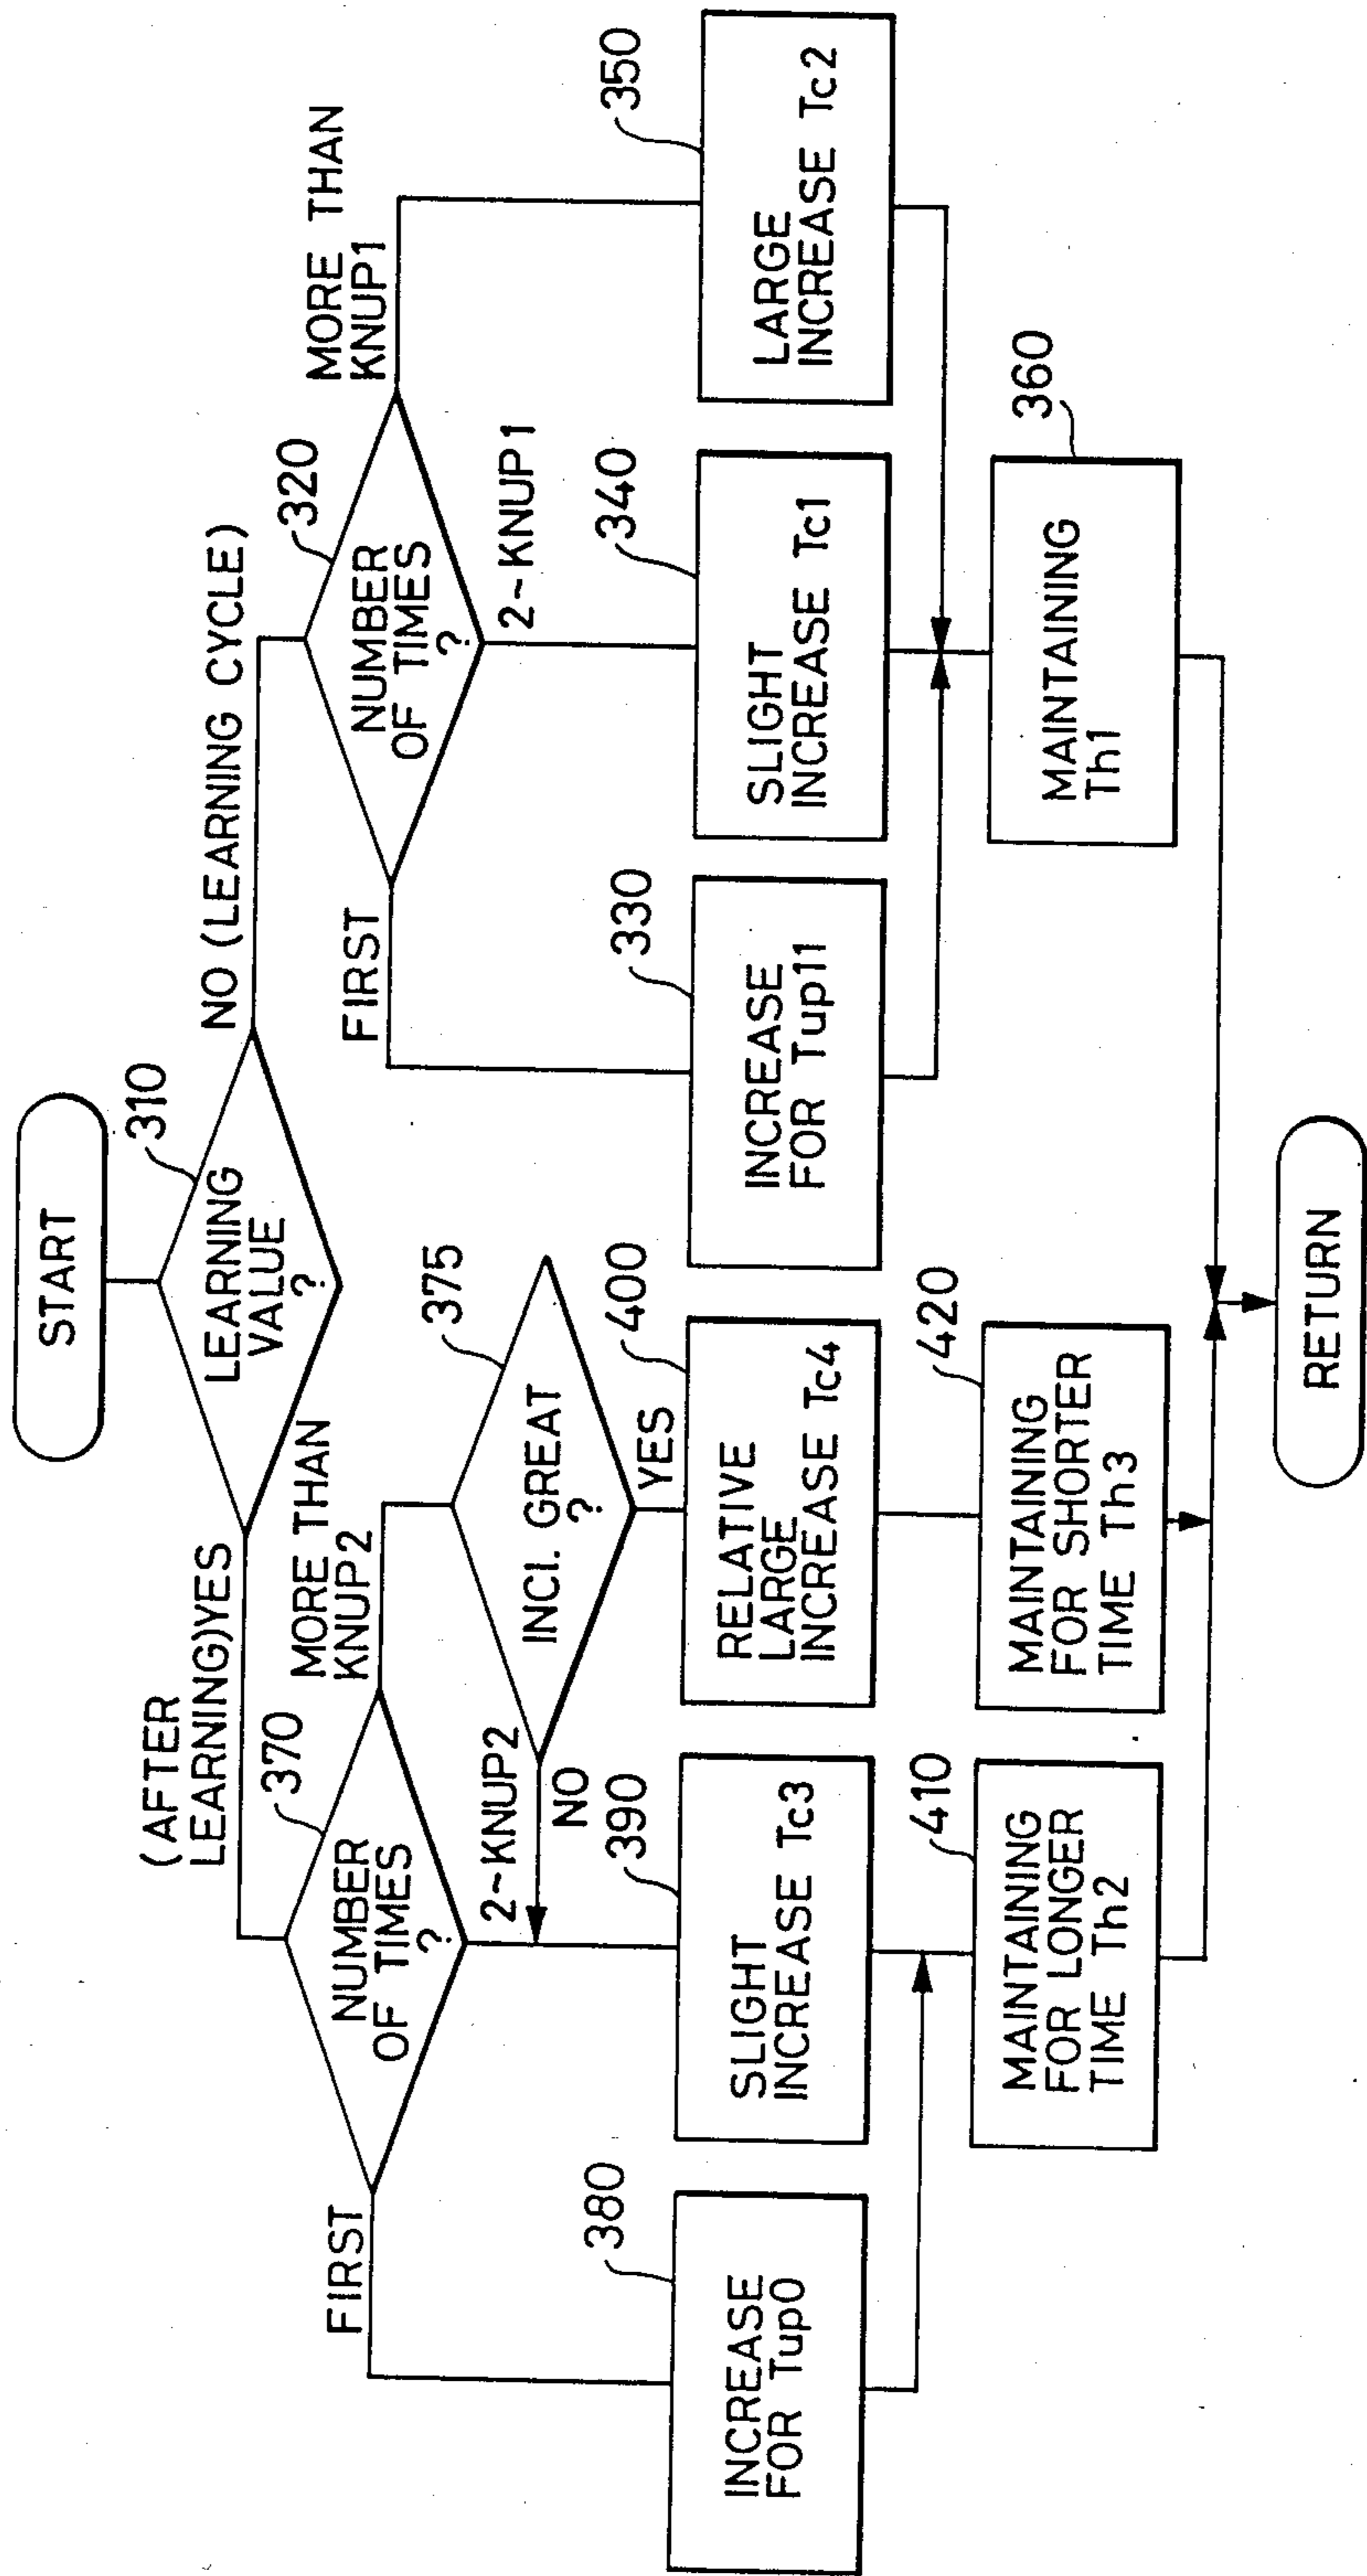 START
310
LEARNING
VALUE
?
(AFTER
LEARNING)YES
NO (LEARNING CYCLE)
370
NUMBER
OF TIMES
?
FIRST
MORE THAN
KNUP2
2~KNUP2
375
INCI. GREAT
?
NO
YES
320
NUMBER
OF TIMES
?
FIRST
2~KNUP1
MORE THAN
KNUP1
380
INCREASE
FOR Tup0
390
SLIGHT
INCREASE Tc3
400
RELATIVE
LARGE
INCREASE Tc4
330
INCREASE
FOR Tup11
340
SLIGHT
INCREASE Tc1
350
LARGE
INCREASE Tc2
410
MAINTAINING
FOR LONGER
TIME Th2
420
MAINTAINING
FOR SHORTER
TIME Th3
360
MAINTAINING
Th1
RETURN